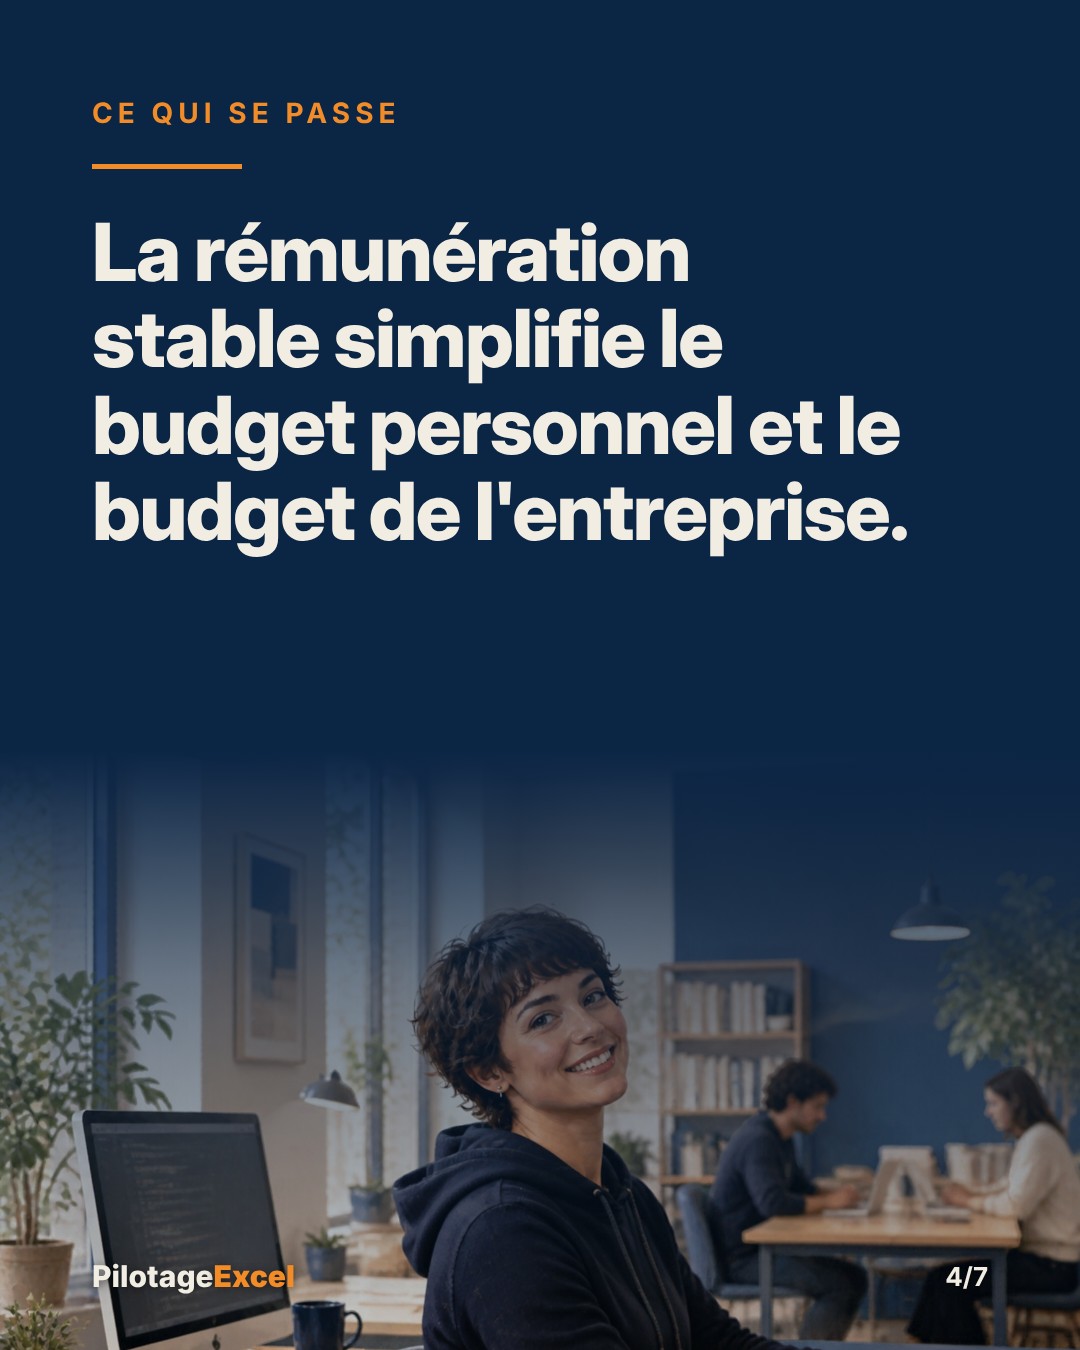 CE QUI SE PASSE
La rémunération
stable simplifie le
budget personnel et le
budget de l'entreprise.
PilotageExcel
4/7